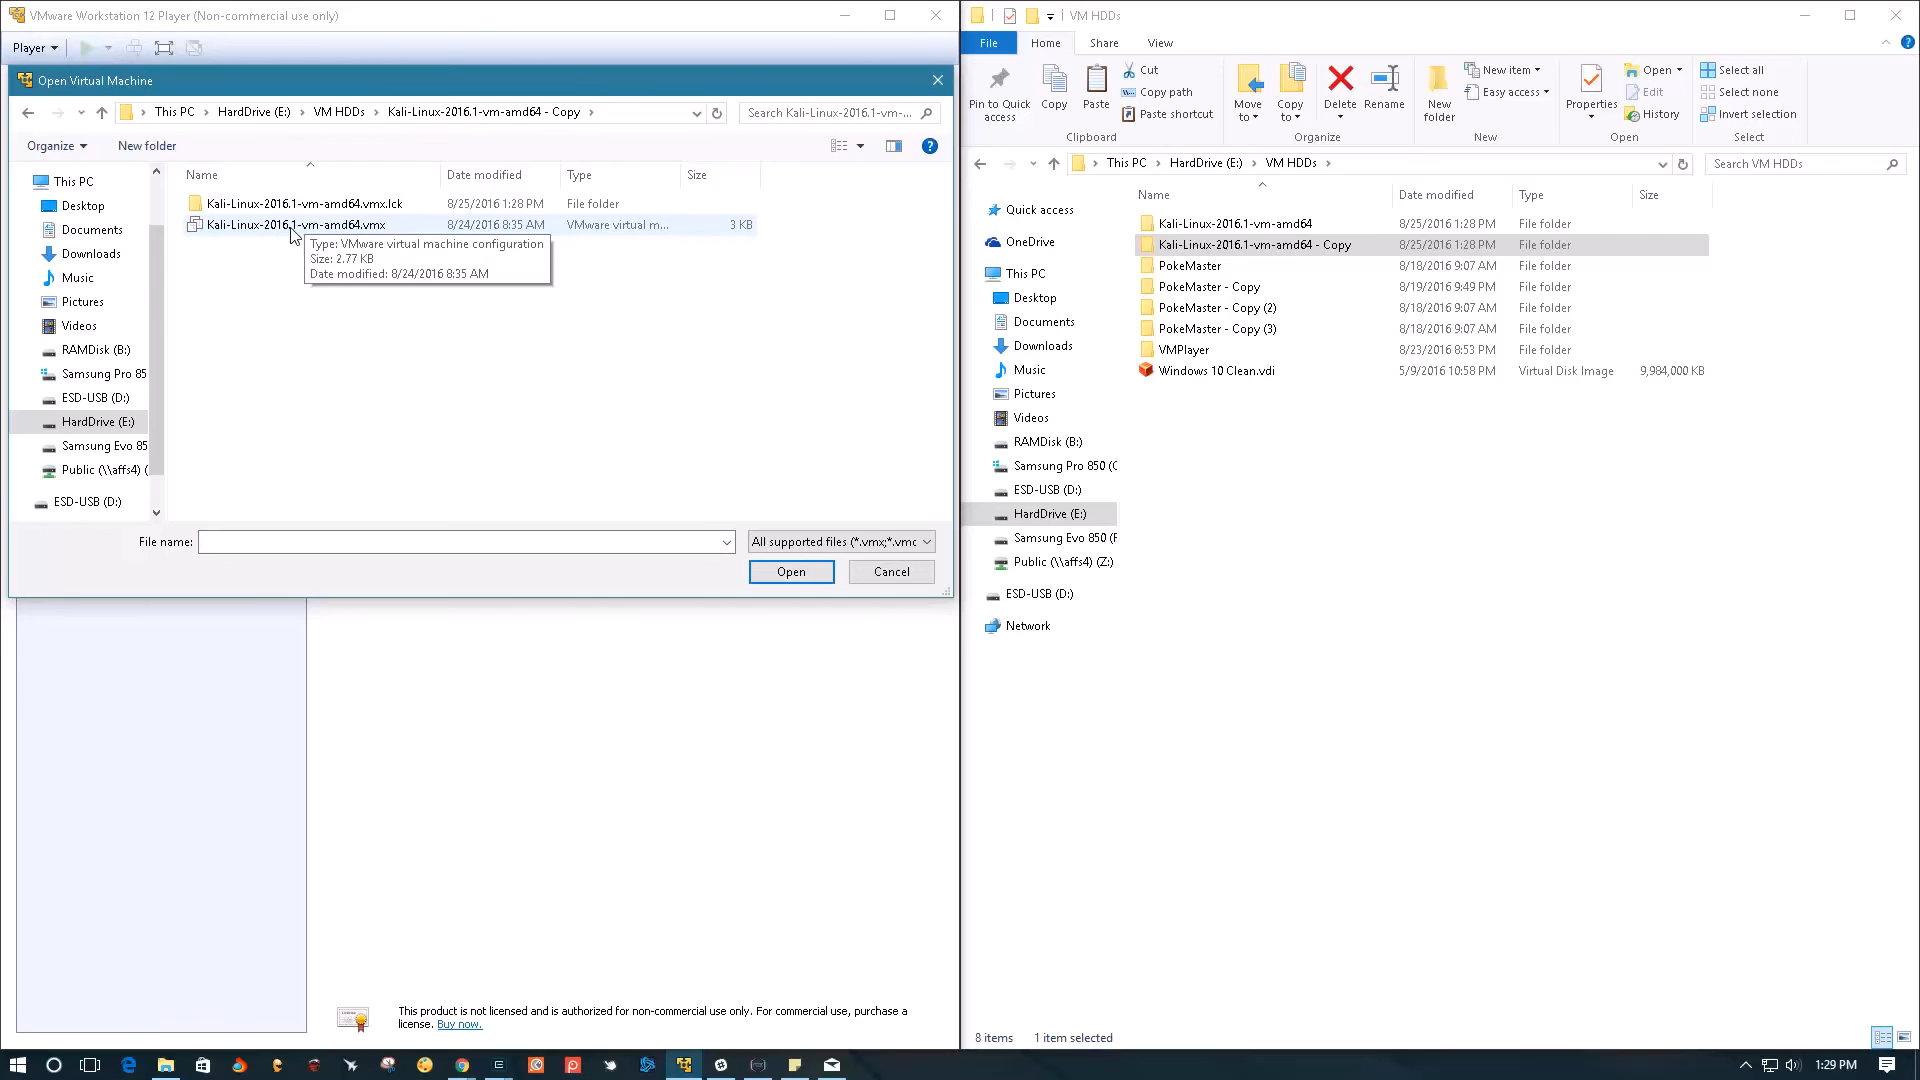 VMware Workstation 12 Player (Non-commercial use only)
Player
Open Virtual Machine
This PC
HardDrive (E:)
VM HDDs
Kali-Linux-2016.1-vm-amd64 - Copy
Search Kali-Linux-2016.1-vm-...
Organize
New folder
Name
Date modified
Type
Size
Kali-Linux-2016.1-vm-amd64.vmx.lck 8/25/2016 1:28 PM File folder
Kali-Linux-2016.1-vm-amd64.vmx 8/24/2016 8:35 AM VMware virtual m... 3 KB
Type: VMware virtual machine configuration
Size: 2.77 KB
Date modified: 8/24/2016 8:35 AM
This PC
Desktop
Documents
Downloads
Music
Pictures
Videos
RAMDisk (B:)
Samsung Pro 85
ESD-USB (D:)
HardDrive (E:)
Samsung Evo 85
Public (\\affs4) (
ESD-USB (D:)
File name:
All supported files (*.vmx;*.vmc
Open
Cancel
This product is not licensed and is authorized for non-commercial use only. For commercial use, purchase a
license. Buy now.
VM HDDs
File
Home
Share
View
Pin to Quick
access
Copy
Paste
Cut
Copy path
Paste shortcut
Clipboard
Move
to
Copy
to
Delete
Rename
Organize
New
folder
New item
Easy access
New
Properties
Open
Edit
History
Open
Select all
Select none
Invert selection
Select
This PC
HardDrive (E:)
VM HDDs
Search VM HDDs
Name
Date modified
Type
Size
Kali-Linux-2016.1-vm-amd64 8/25/2016 1:28 PM File folder
Kali-Linux-2016.1-vm-amd64 - Copy 8/25/2016 1:28 PM File folder
PokeMaster 8/18/2016 9:07 AM File folder
PokeMaster - Copy 8/19/2016 9:49 PM File folder
PokeMaster - Copy (2) 8/18/2016 9:07 AM File folder
PokeMaster - Copy (3) 8/18/2016 9:07 AM File folder
VMPlayer 8/23/2016 8:53 PM File folder
Windows 10 Clean.vdi 5/9/2016 10:58 PM Virtual Disk Image 9,984,000 KB
Quick access
OneDrive
This PC
Desktop
Documents
Downloads
Music
Pictures
Videos
RAMDisk (B:)
Samsung Pro 850 (C
ESD-USB (D:)
HardDrive (E:)
Samsung Evo 850 (F
Public (\\affs4) (Z:)
ESD-USB (D:)
Network
8 items
1 item selected
1:29 PM